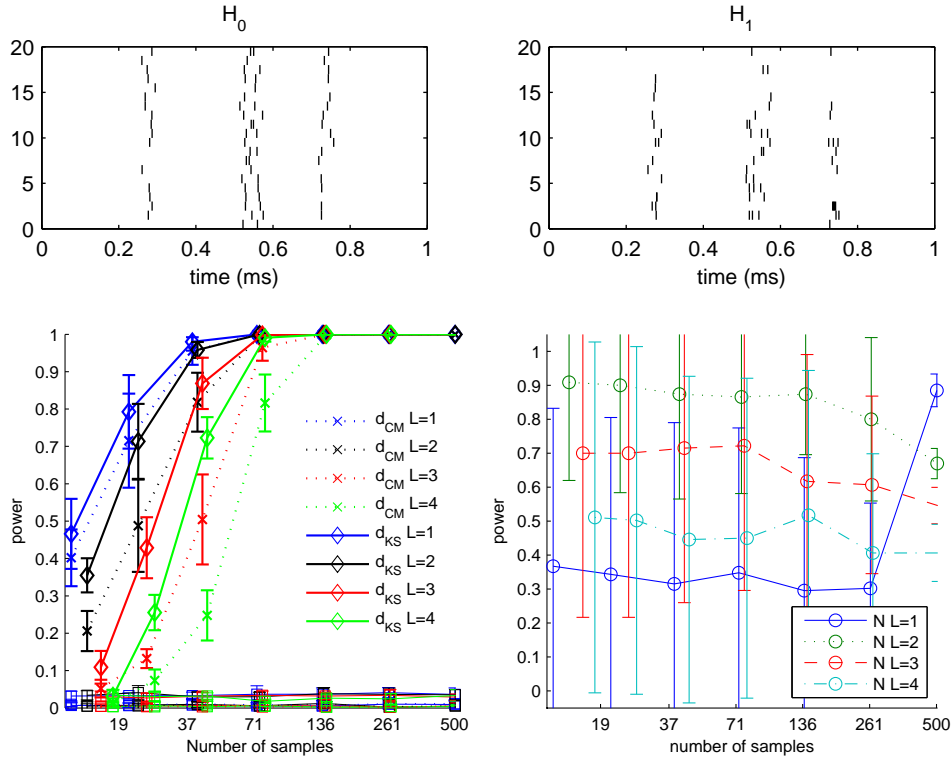 H0
H1
20
15
10
5
0
0 0.2 0.4 0.6 0.8 1
time (ms)
20
15
10
5
0
0 0.2 0.4 0.6 0.8 1
time (ms)
1
0.9
0.8
0.7
0.6
0.5
0.4
0.3
0.2
0.1
0
power
dCM L=1
dCM L=2
dCM L=3
dCM L=4
dKS L=1
dKS L=2
dKS L=3
dKS L=4
19 37 71 136 261 500
Number of samples
1
0.9
0.8
0.7
0.6
0.5
0.4
0.3
0.2
0.1
0
power
N L=1
N L=2
N L=3
N L=4
19 37 71 136 261 500
number of samples